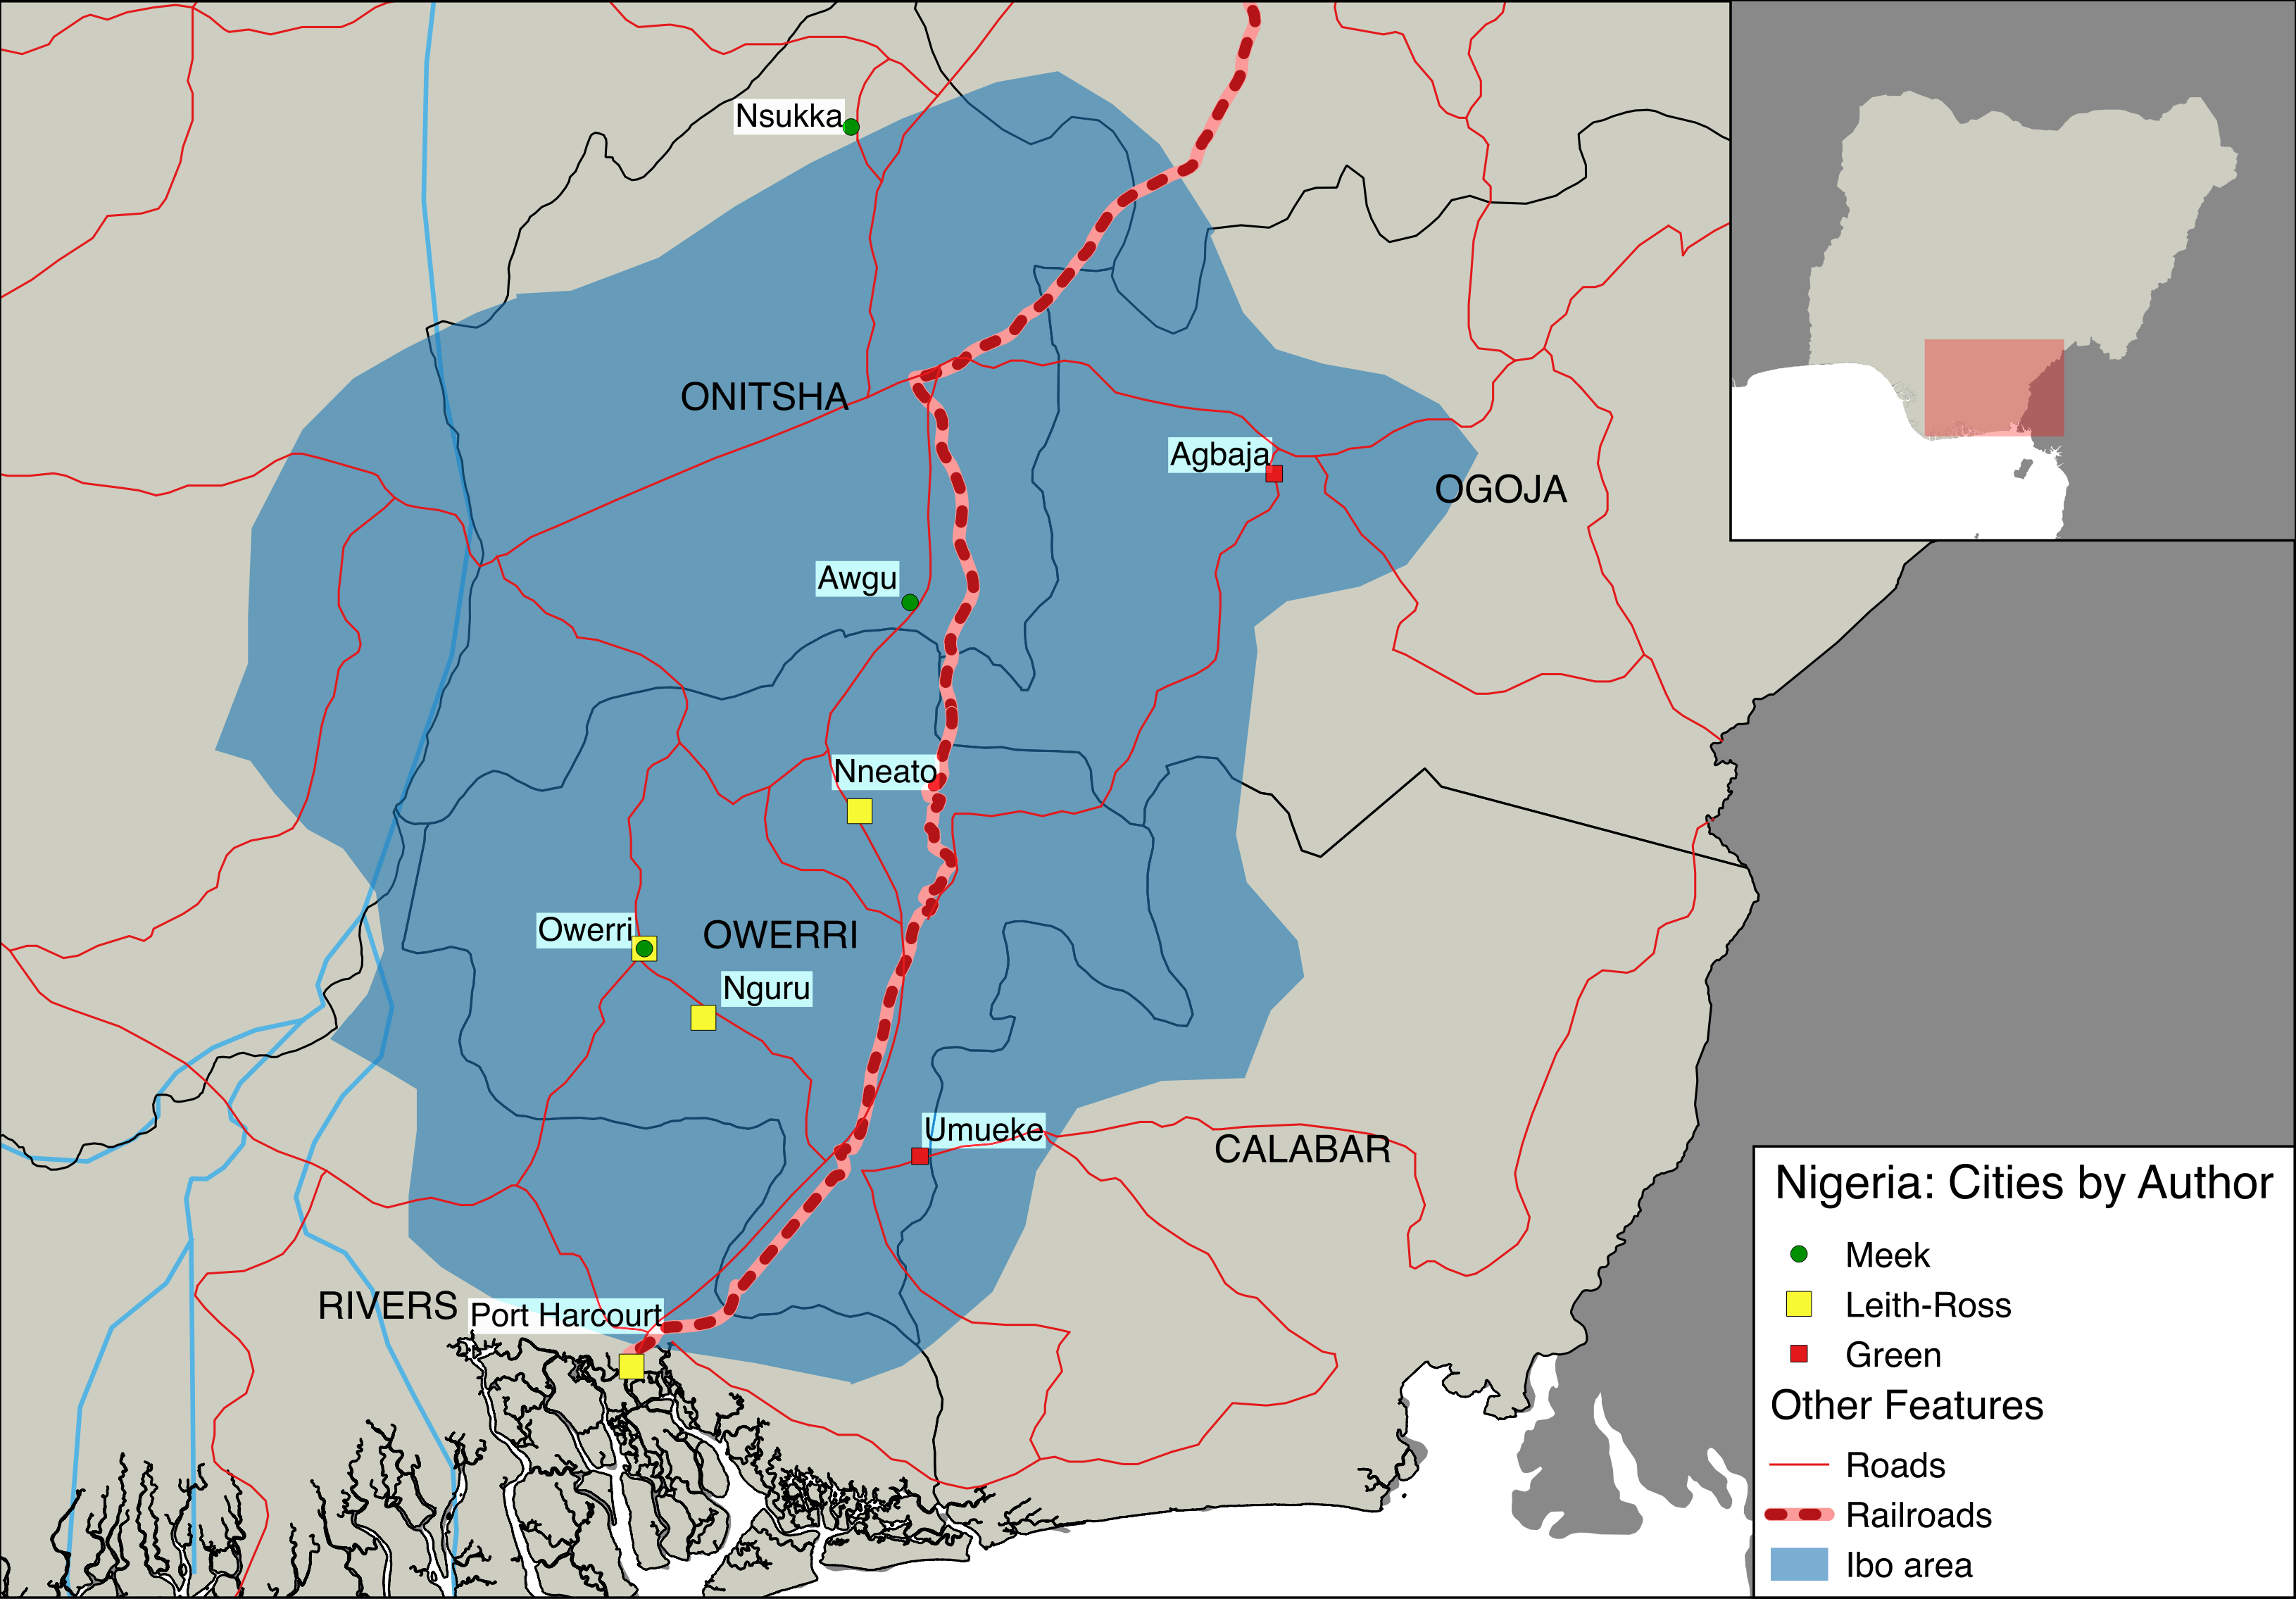 Nsukka
ONITSHA
Agbaja
OGOJA
Awgu
Nneato
Owerri
OWERRI
Nguru
Umueke
CALABAR
RIVERS
Port Harcourt
Nigeria: Cities by Author
Meek
Leith-Ross
Green
Other Features
Roads
Railroads
Ibo area